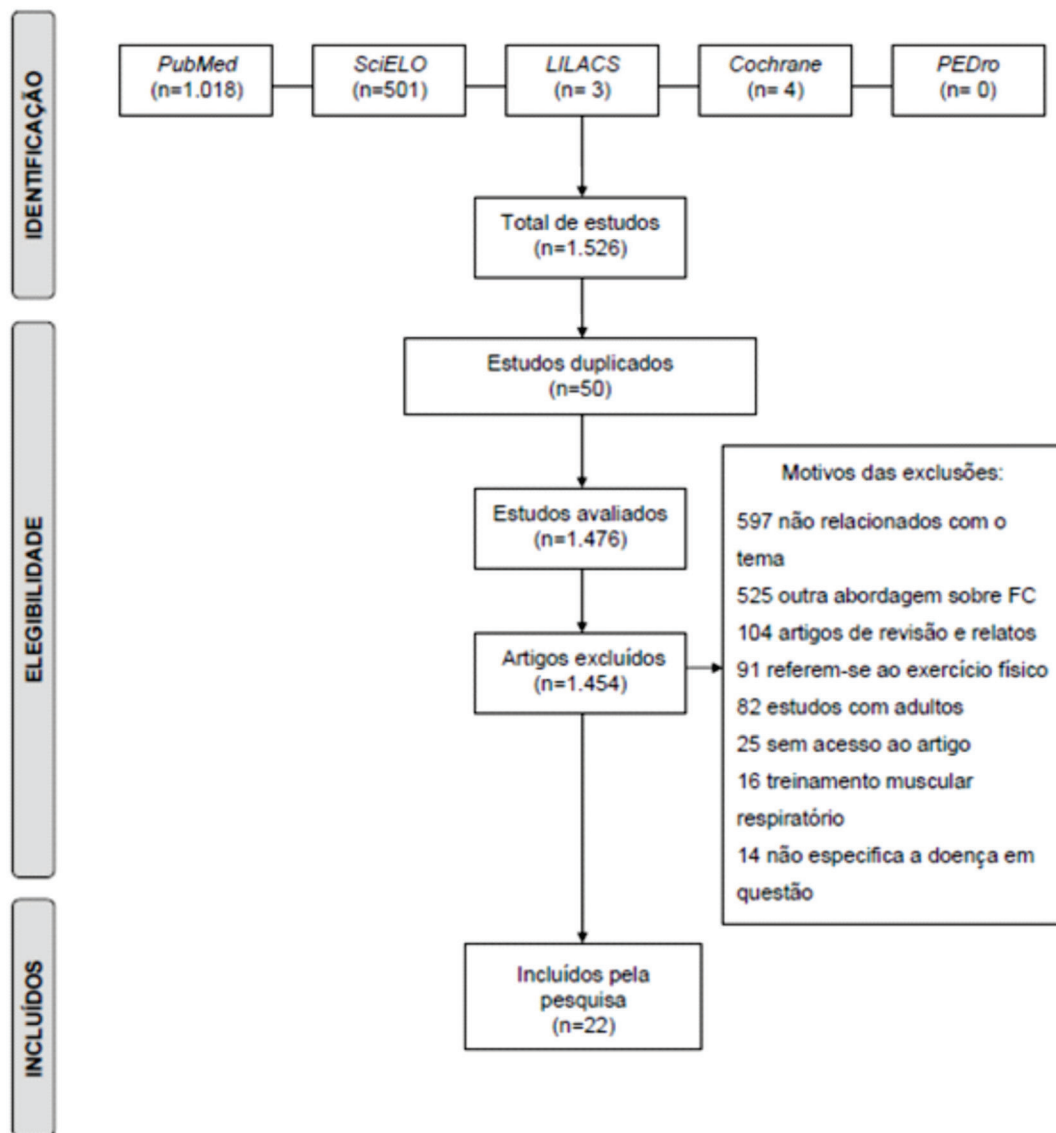 IDENTIFICAÇÃO
PubMed
(n=1.018)
SciELO
(n=501)
LILACS
(n= 3)
Cochrane
(n= 4)
PEDro
(n= 0)
Total de estudos
(n=1.526)
ELEGIBILIDADE
Estudos duplicados
(n=50)
Estudos avaliados
(n=1.476)
Artigos excluídos
(n=1.454)
Motivos das exclusões:
597 não relacionados com o
tema
525 outra abordagem sobre FC
104 artigos de revisão e relatos
91 referem-se ao exercício físico
82 estudos com adultos
25 sem acesso ao artigo
16 treinamento muscular
respiratório
14 não especifica a doença em
questão
INCLUÍDOS
Incluídos pela
pesquisa
(n=22)